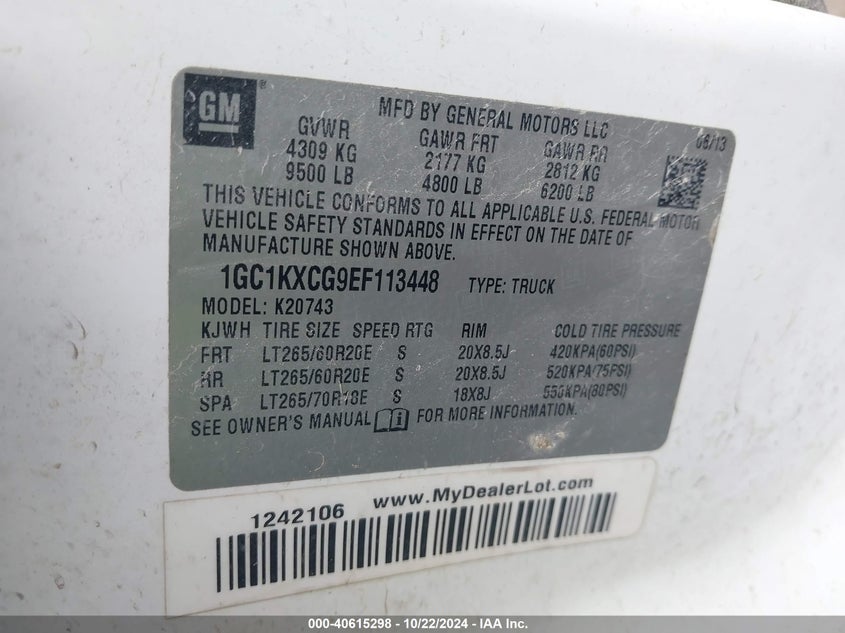 GM ®
MFD BY GENERAL MOTORS LLC
GVWR GAWR FRT GAWR RR 06/13
4309 KG 2177 KG 2812 KG
9500 LB 4800 LB 6200 LB
THIS VEHICLE CONFORMS TO ALL APPLICABLE U.S. FEDERAL MOTOR
VEHICLE SAFETY STANDARDS IN EFFECT ON THE DATE OF
MANUFACTURE SHOWN ABOVE.
1GC1KXCG9EF113448 TYPE: TRUCK
MODEL: K20743
KJWH TIRE SIZE SPEED RTG RIM COLD TIRE PRESSURE
FRT LT265/60R20E S 20X8.5J 420KPA(60PSI)
RR LT265/60R20E S 20X8.5J 520KPA(75PSI)
SPA LT265/70R18E S 18X8J 550KPA(80PSI)
SEE OWNER'S MANUAL FOR MORE INFORMATION.
1242106 www.MyDealerLot.com
000-40615298 - 10/22/2024 - IAA Inc.